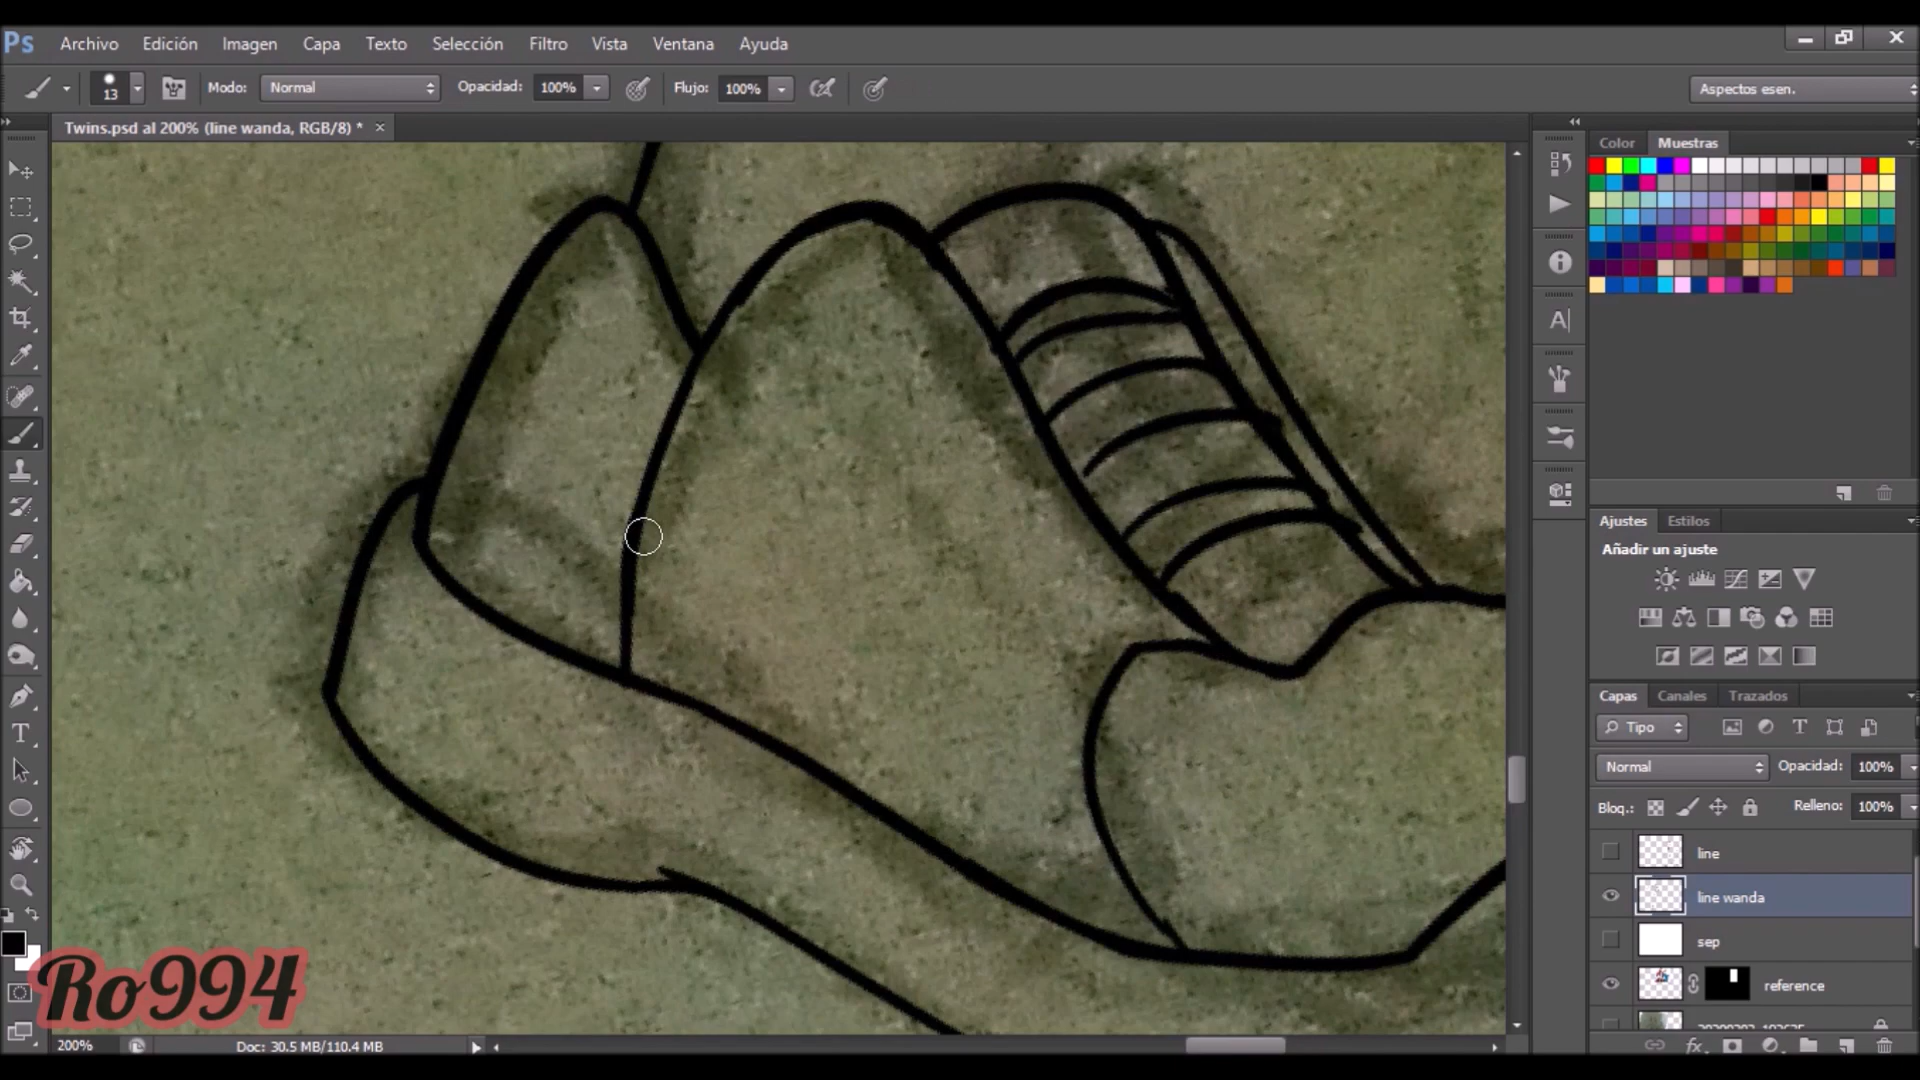 Ps Archivo Edición Imagen Capa Texto Selección Filtro Vista Ventana Ayuda
13 Modo: Normal Opacidad: 100% Flujo: 100% Aspectos esen.
Twins.psd al 200% (line wanda, RGB/8) * ×
Color Muestras
Ajustes Estilos
Añadir un ajuste
Capas Canales Trazados
Tipo
Normal Opacidad: 100%
Bloq.: Relleno: 100%
line
line wanda
sep
reference
Ro994
200% Doc: 30.5 MB/110.4 MB